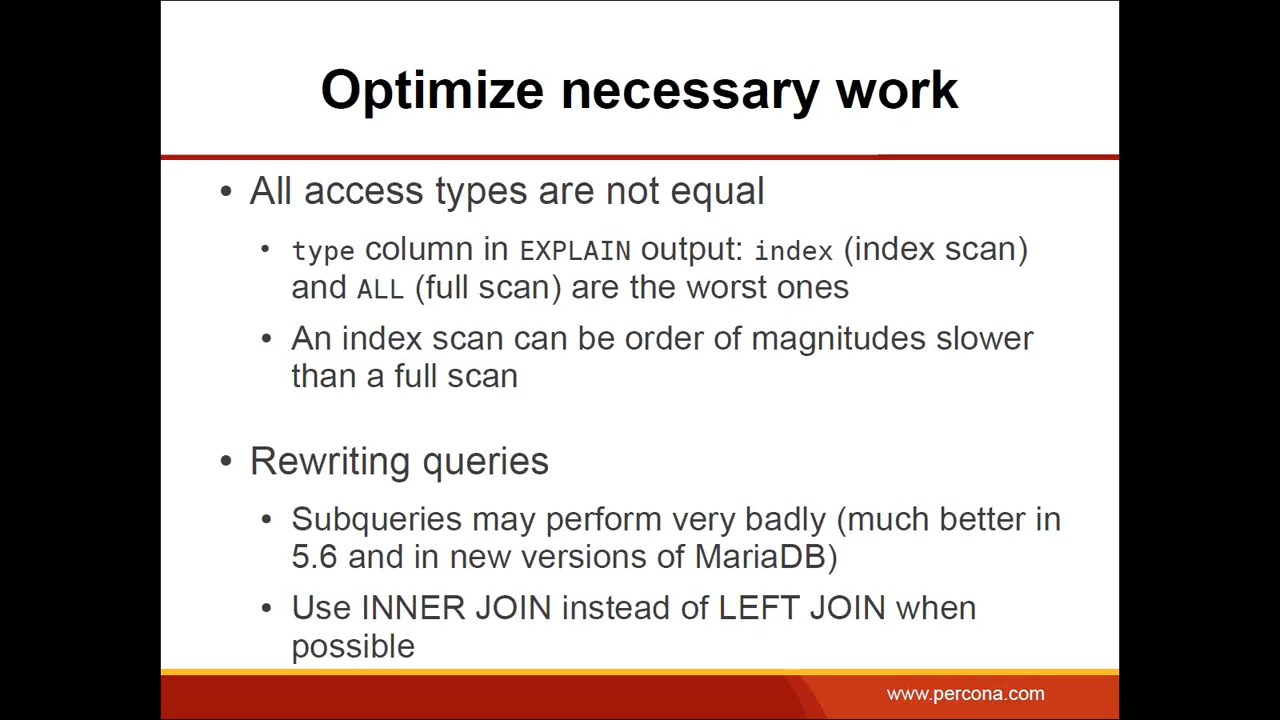 Optimize necessary work
• All access types are not equal
• type column in EXPLAIN output: index (index scan)
and ALL (full scan) are the worst ones
• An index scan can be order of magnitudes slower
than a full scan
• Rewriting queries
• Subqueries may perform very badly (much better in
5.6 and in new versions of MariaDB)
• Use INNER JOIN instead of LEFT JOIN when
possible
www.percona.com